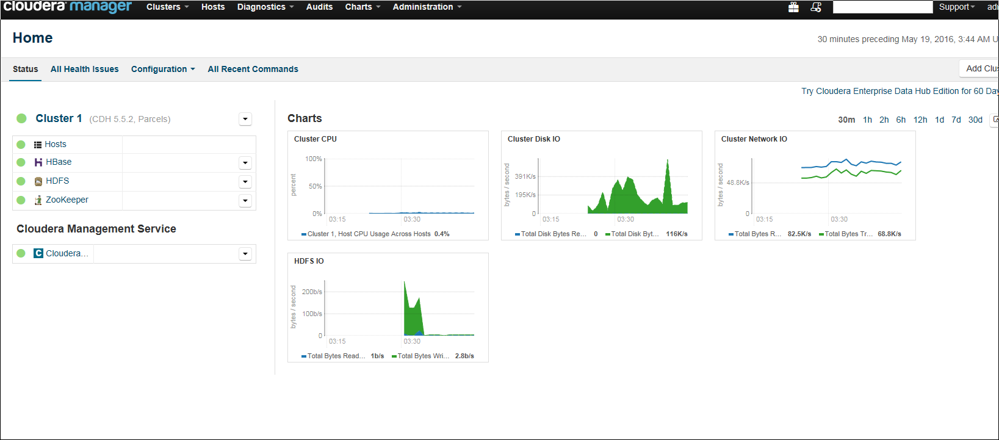 cloudera manager Clusters Hosts Diagnostics Audits Charts Administration Support
Home
30 minutes preceding May 19, 2016, 3:44 AM U
Status All Health Issues Configuration All Recent Commands
Add Clus
Try Cloudera Enterprise Data Hub Edition for 60 Day
Cluster 1 (CDH 5.5.2, Parcels)
Hosts
HBase
HDFS
ZooKeeper
Cloudera Management Service
C Cloudera...
Charts
30m 1h 2h 6h 12h 1d 7d 30d
Cluster CPU
percent
100%
50%
0%
03:15 03:30
Cluster 1, Host CPU Usage Across Hosts 0.4%
Cluster Disk IO
bytes / second
391K/s
195K/s
0
03:15 03:30
Total Disk Bytes Re... 0 Total Disk Byt... 116K/s
Cluster Network IO
bytes / second
48.8K/s
0
03:15 03:30
Total Bytes R... 82.5K/s Total Bytes Tr... 68.8K/s
HDFS IO
bytes / second
200b/s
100b/s
0
03:15 03:30
Total Bytes Read... 1b/s Total Bytes Wri... 2.8b/s